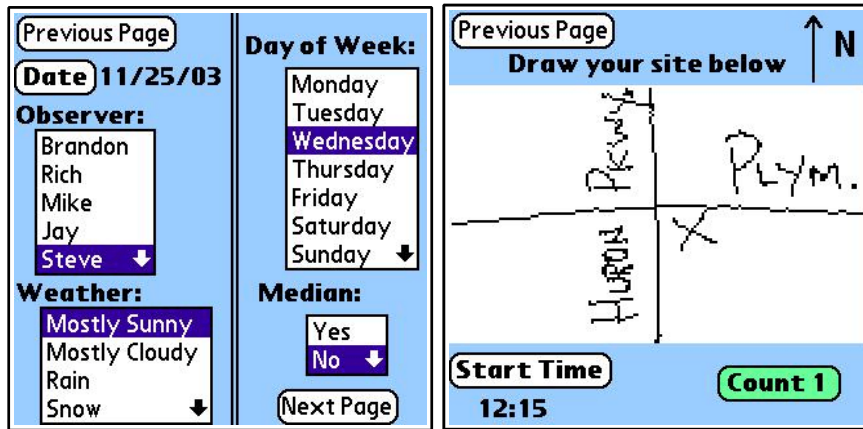 Previous Page
Date 11/25/03
Observer:
Brandon
Rich
Mike
Jay
Steve
Weather:
Mostly Sunny
Mostly Cloudy
Rain
Snow
Day of Week:
Monday
Tuesday
Wednesday
Thursday
Friday
Saturday
Sunday
Median:
Yes
No
Next Page
Previous Page
N
Draw your site below
HURON PKWY
PLYM.
X
Start Time
12:15
Count 1